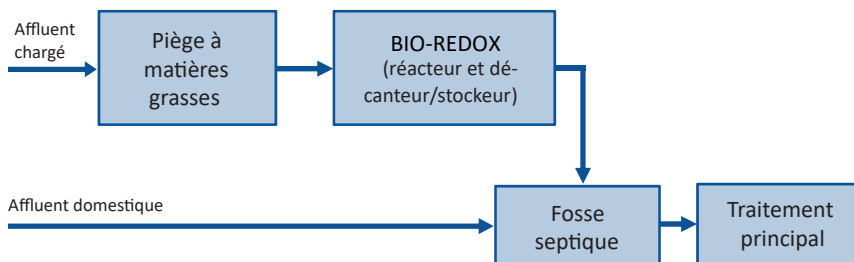 Affluent
chargé
Piège à
matières
grasses
BIO-REDOX
(réacteur et dé-
canteur/stockeur)
Affluent domestique
Fosse
septique
Traitement
principal